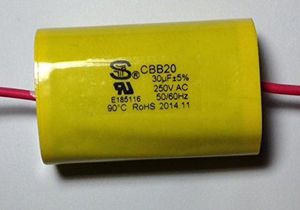 CBB20
30µF±5%
250V.AC
E185116 50/60Hz
90°C RoHS 2014.11